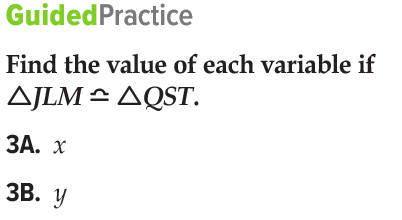 GuidedPractice
Find the value of each variable if
△JLM ≏ △QST.
3A. x
3B. y